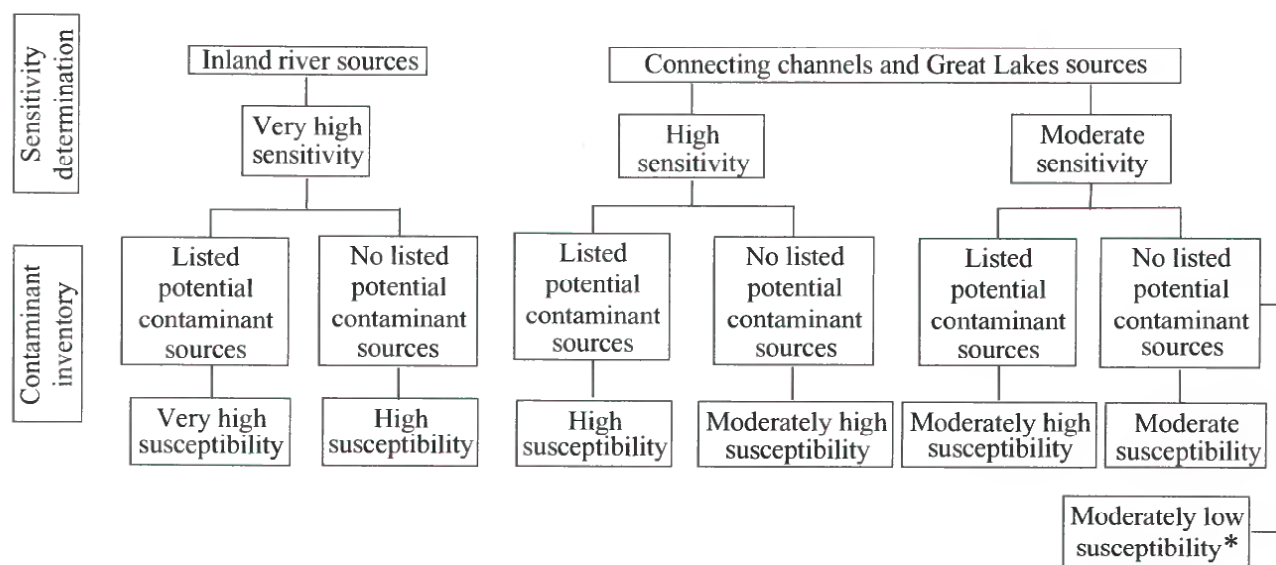 Sensitivity
determination
Inland river sources
Connecting channels and Great Lakes sources
Very high
sensitivity
High
sensitivity
Moderate
sensitivity
Contaminant
inventory
Listed
potential
contaminant
sources
No listed
potential
contaminant
sources
Listed
potential
contaminant
sources
No listed
potential
contaminant
sources
Listed
potential
contaminant
sources
No listed
potential
contaminant
sources
Very high
susceptibility
High
susceptibility
High
susceptibility
Moderately high
susceptibility
Moderately high
susceptibility
Moderate
susceptibility
Moderately low
susceptibility*